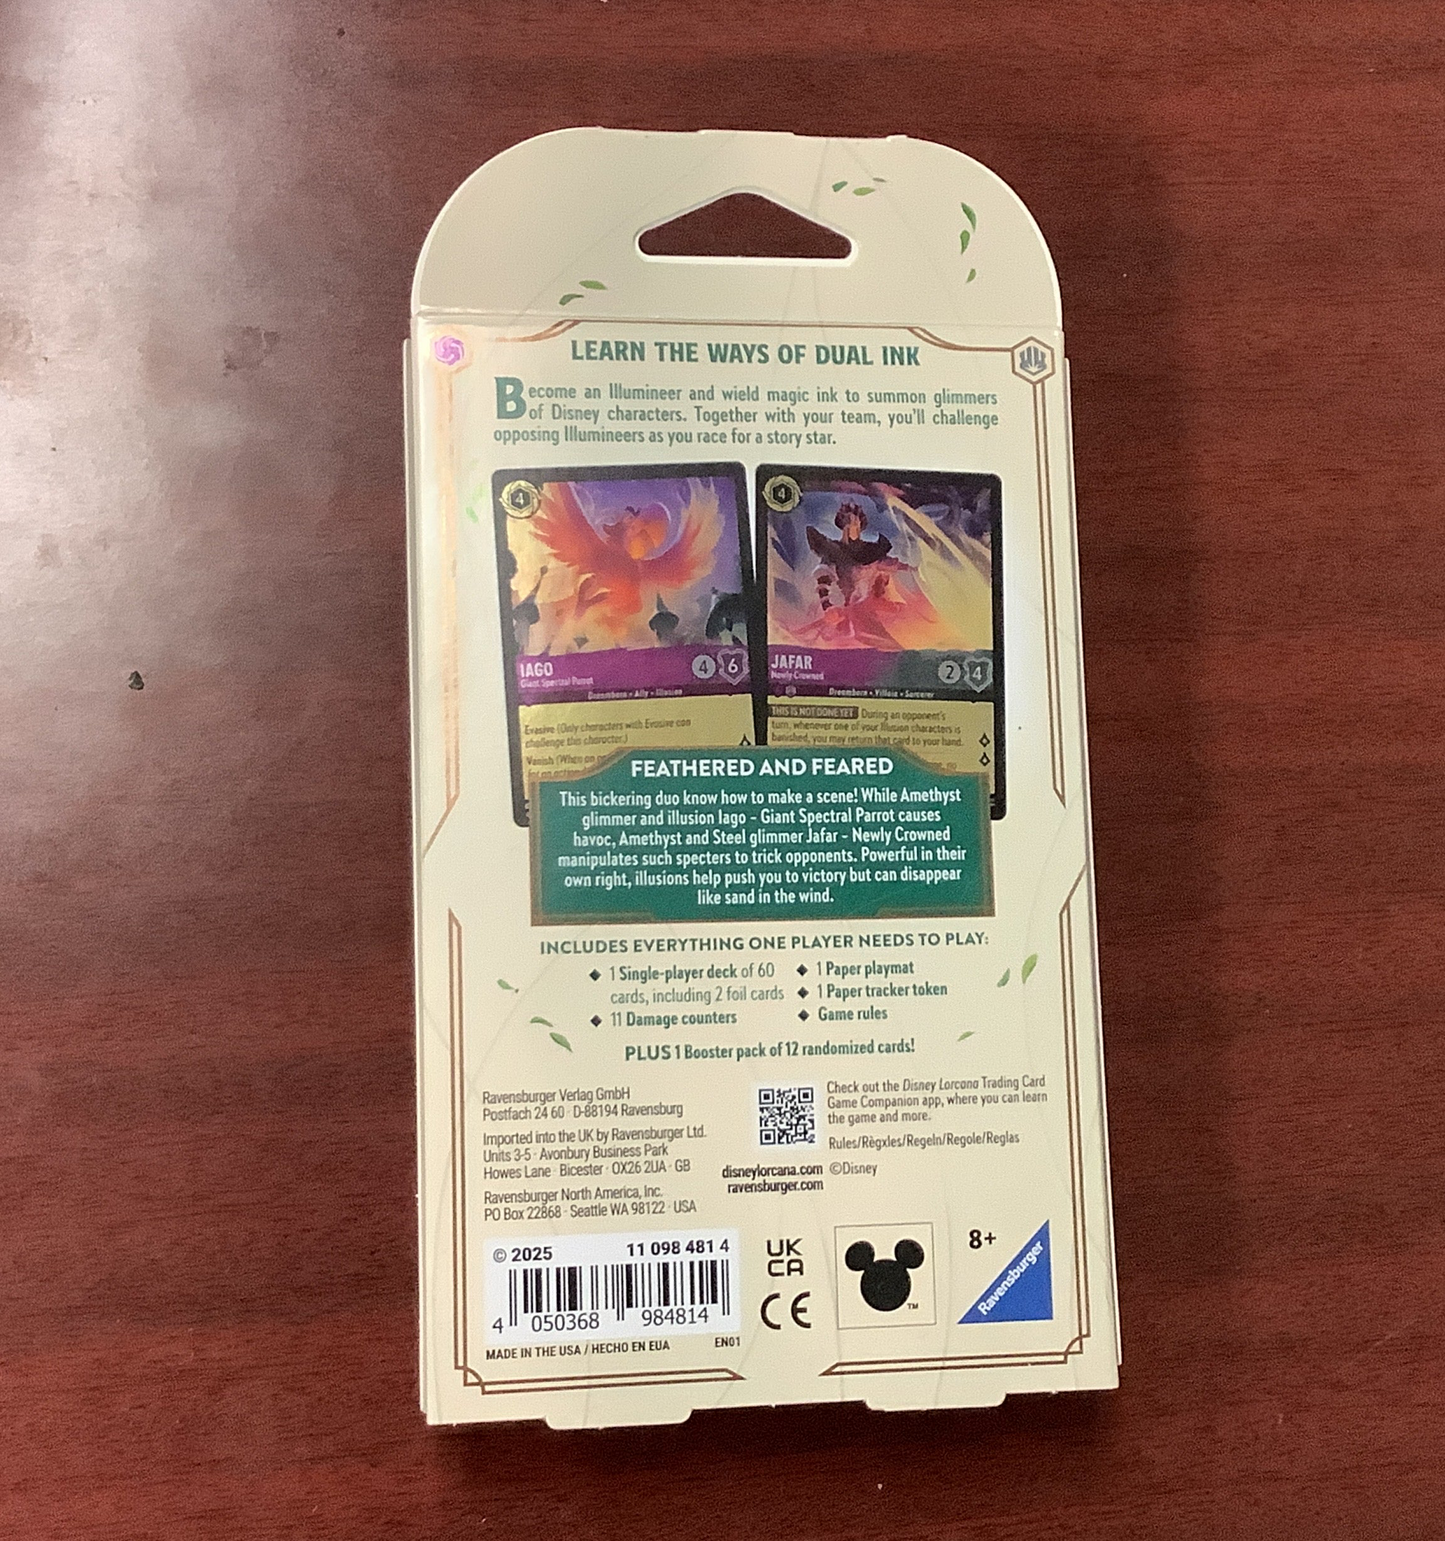 LEARN THE WAYS OF DUAL INK
Become an Illumineer and wield magic ink to summon glimmers
of Disney characters. Together with your team, you'll challenge
opposing Illumineers as you race for a story star.
4
IAGO
Giant Spectral Parrot
4 6
Dreamborn • Ally • Illusion
Evasive (Only characters with Evasive can
challenge this character.)
Vanish (When an
4
JAFAR
Newly Crowned
2 4
Dreamborn • Villain • Sorcerer
THIS IS NOT DONE YET During an opponent's
turn, whenever one of your Illusion characters is
banished, you may return that card to your hand.
FEATHERED AND FEARED
This bickering duo know how to make a scene! While Amethyst
glimmer and illusion Iago - Giant Spectral Parrot causes
havoc, Amethyst and Steel glimmer Jafar - Newly Crowned
manipulates such specters to trick opponents. Powerful in their
own right, illusions help push you to victory but can disappear
like sand in the wind.
INCLUDES EVERYTHING ONE PLAYER NEEDS TO PLAY:
◆ 1 Single-player deck of 60
cards, including 2 foil cards
◆ 11 Damage counters
◆ 1 Paper playmat
◆ 1 Paper tracker token
◆ Game rules
PLUS 1 Booster pack of 12 randomized cards!
Ravensburger Verlag GmbH
Postfach 24 60 · D-88194 Ravensburg
Imported into the UK by Ravensburger Ltd.
Units 3-5 · Avonbury Business Park
Howes Lane · Bicester · OX26 2UA · GB
Ravensburger North America, Inc.
PO Box 22868 · Seattle WA 98122 · USA
Check out the Disney Lorcana Trading Card
Game Companion app, where you can learn
the game and more.
Rules/Règles/Regeln/Regole/Reglas
disneylorcana.com ©Disney
ravensburger.com
© 2025 11 098 481 4
4 050368 984814
MADE IN THE USA / HECHO EN EUA EN01
UK
CA
CE
TM
8+
Ravensburger